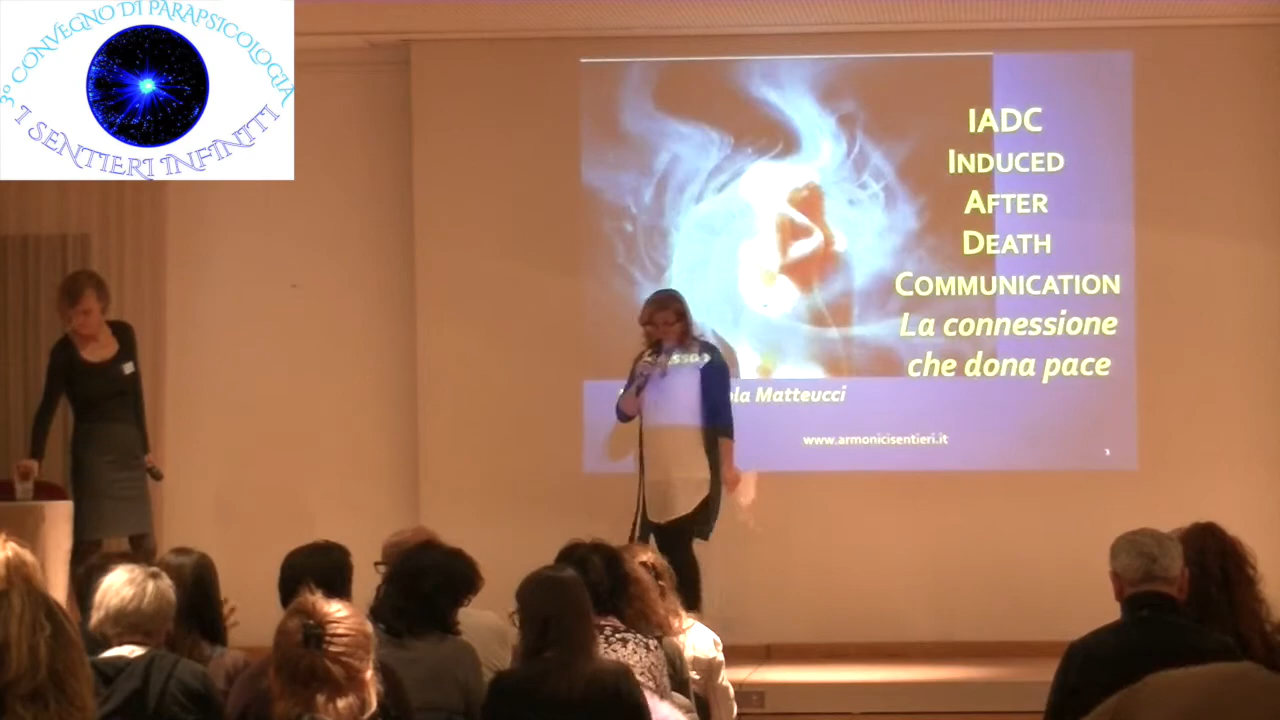 3° CONVEGNO DI PARAPSICOLOGIA
I SENTIERI INFINITI
IADC
INDUCED
AFTER
DEATH
COMMUNICATION
La connessione
che dona pace
Matteucci
www.armonicisentieri.it